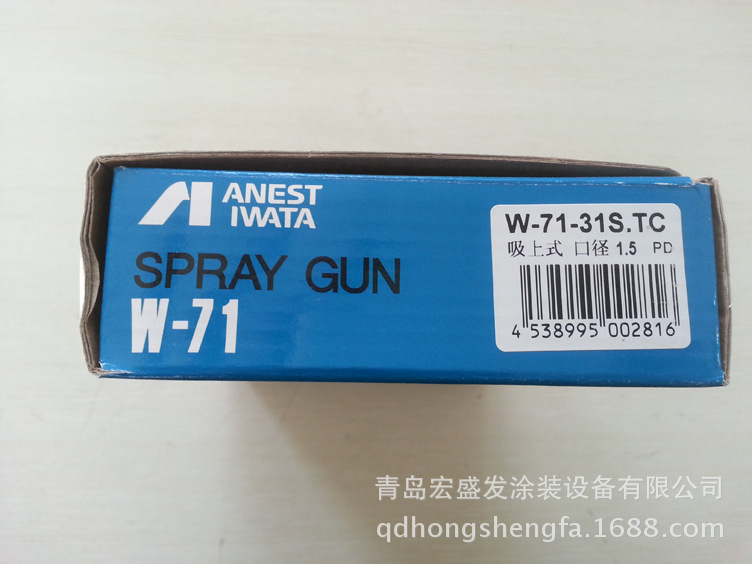 ANEST
IWATA
SPRAY GUN
W-71
W-71-31S.TC
吸上式 口径 1.5 PD
4 538995 002816
青岛宏盛发涂装设备有限公司
qdhongshengfa.1688.com